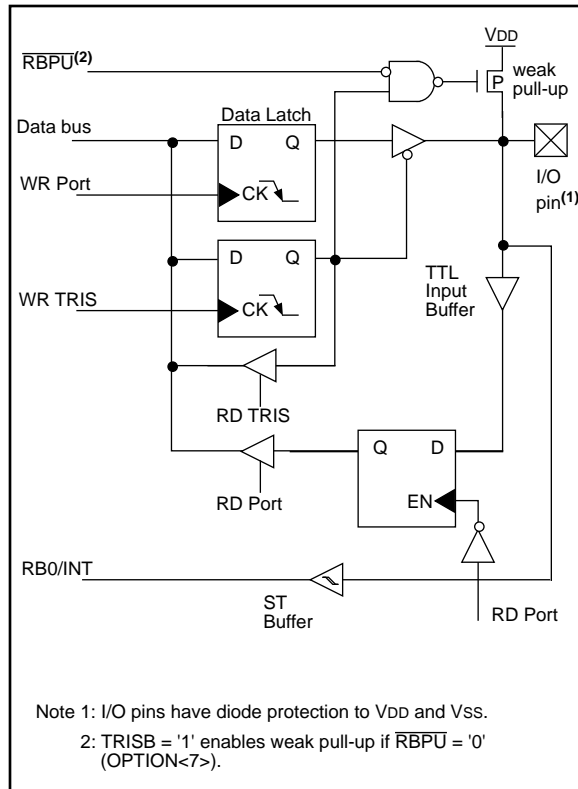 VDD
RBPU(2)
P
weak
pull-up
Data Latch
Data bus
D Q
I/O
pin(1)
WR Port
CK
D Q
TTL
Input
Buffer
WR TRIS
CK
RD TRIS
Q D
EN
RD Port
RB0/INT
ST
Buffer
RD Port
Note 1: I/O pins have diode protection to VDD and VSS.
2: TRISB = '1' enables weak pull-up if RBPU = '0'
(OPTION<7>).